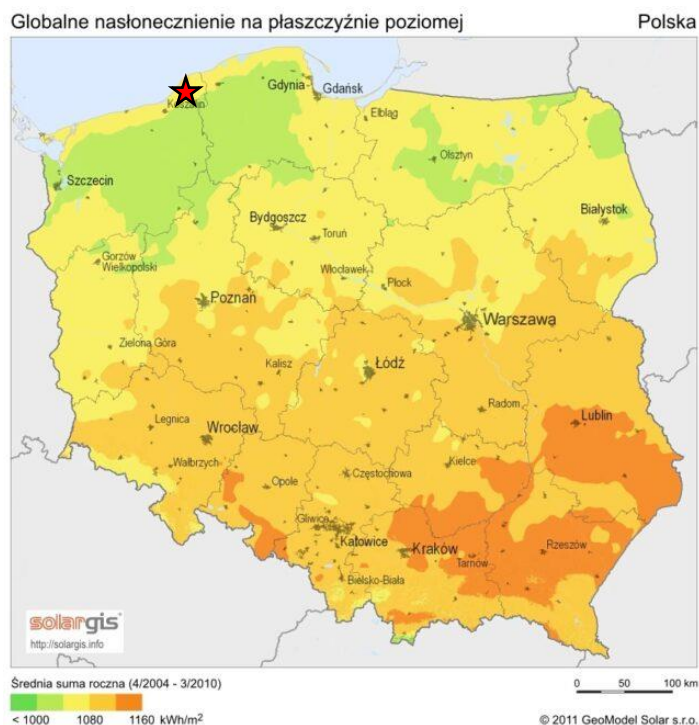 Globalne nasłonecznienie na płaszczyźnie poziomej
Polska
Gdynia
Gdańsk
Koszalin
Elbląg
Olsztyn
Szczecin
Białystok
Bydgoszcz
Toruń
Gorzów
Wielkopolski
Włocławek
Płock
Poznań
Warszawa
Zielona Góra
Kalisz
Łódź
Radom
Legnica
Lublin
Wrocław
Wałbrzych
Kielce
Częstochowa
Opole
Gliwice
Katowice
Kraków
Rzeszów
Tarnów
Bielsko-Biała
solargis
http://solargis.info
Średnia suma roczna (4/2004 - 3/2010)
0 50 100 km
< 1000 1080 1160 kWh/m²
© 2011 GeoModel Solar s.r.o.